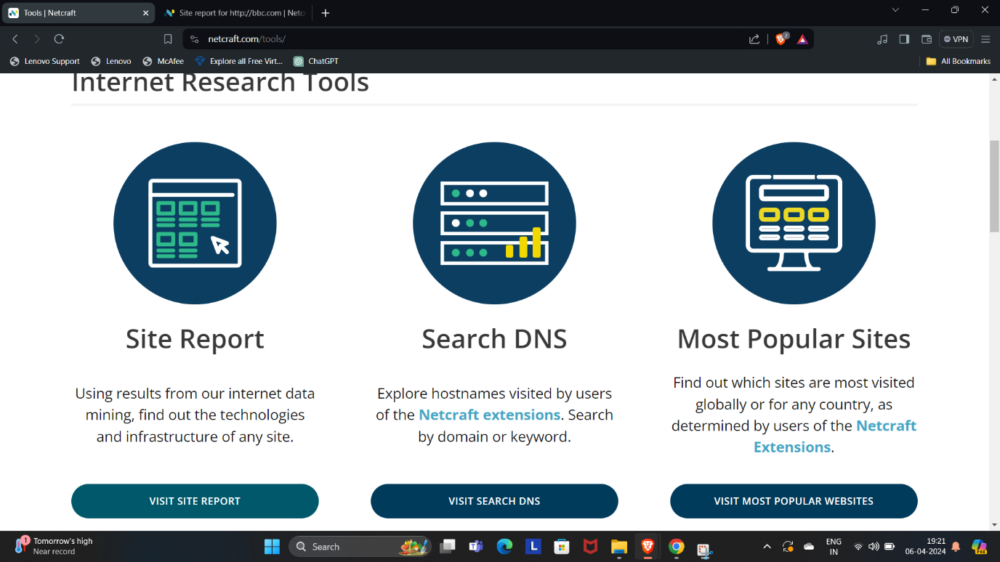 Tools | Netcraft
Site report for http://bbc.com | Netc
netcraft.com/tools/
2
VPN
Lenovo Support
Lenovo
McAfee
Explore all Free Virt...
ChatGPT
All Bookmarks
Internet Research Tools
Site Report
Using results from our internet data
mining, find out the technologies
and infrastructure of any site.
VISIT SITE REPORT
Search DNS
Explore hostnames visited by users
of the Netcraft extensions. Search
by domain or keyword.
VISIT SEARCH DNS
Most Popular Sites
Find out which sites are most visited
globally or for any country, as
determined by users of the Netcraft
Extensions.
VISIT MOST POPULAR WEBSITES
1
Tomorrow's high
Near record
Search
L
ENG
IN
19:21
06-04-2024
PRE